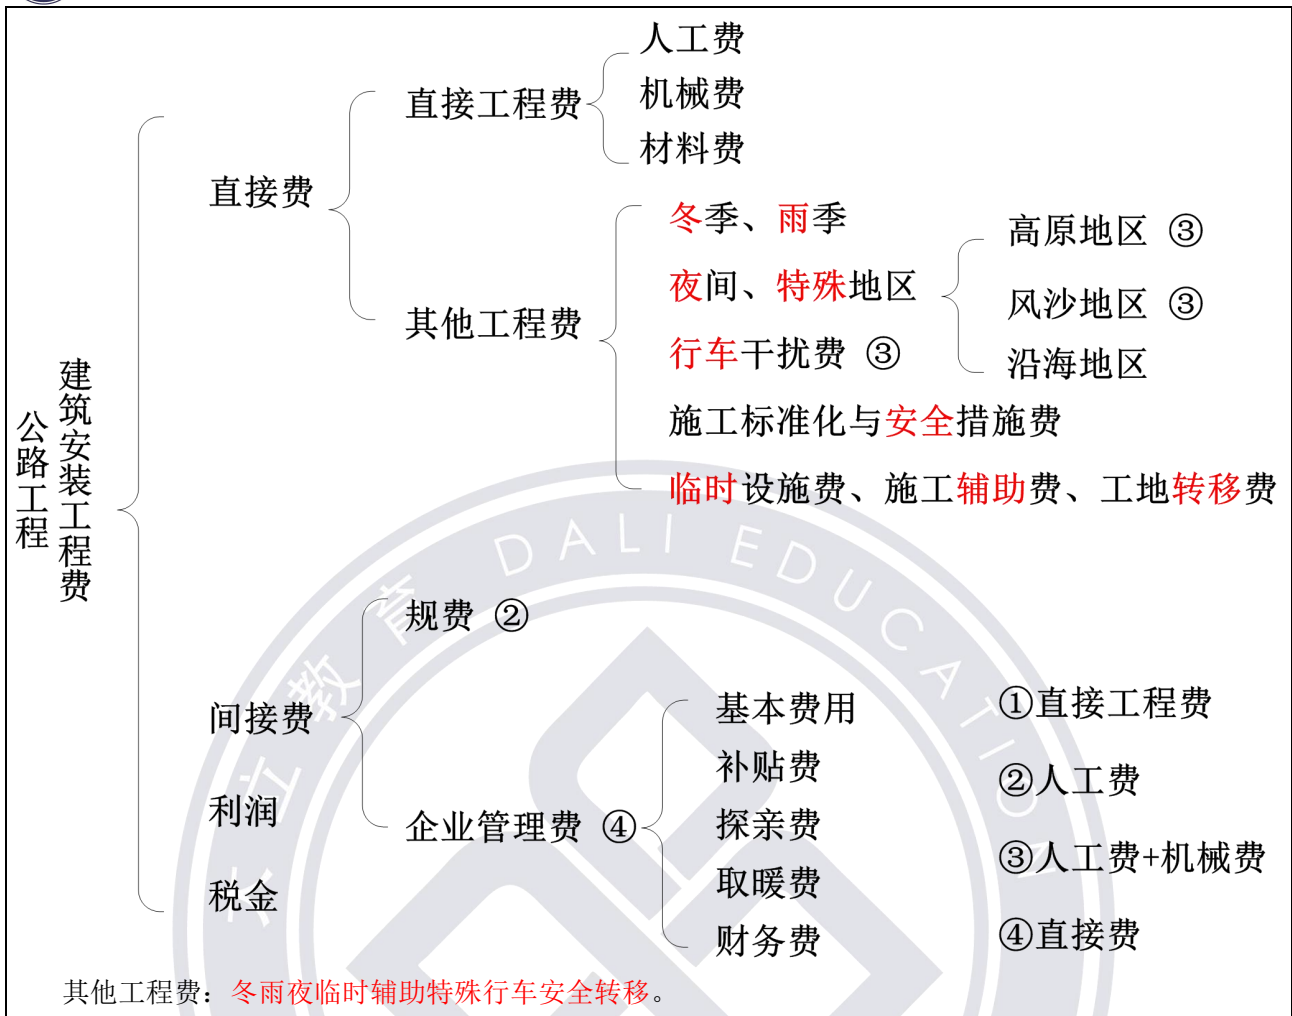 公路工程
建筑安装工程费
直接费
直接工程费
人工费
机械费
材料费
其他工程费
冬季、雨季
夜间、特殊地区
高原地区 ③
风沙地区 ③
沿海地区
行车干扰费 ③
施工标准化与安全措施费
临时设施费、施工辅助费、工地转移费
间接费
规费 ②
企业管理费 ④
基本费用
补贴费
探亲费
取暖费
财务费
利润
税金
①直接工程费
②人工费
③人工费+机械费
④直接费
其他工程费：冬雨夜临时辅助特殊行车安全转移。
大立教育 DALI EDUCATION